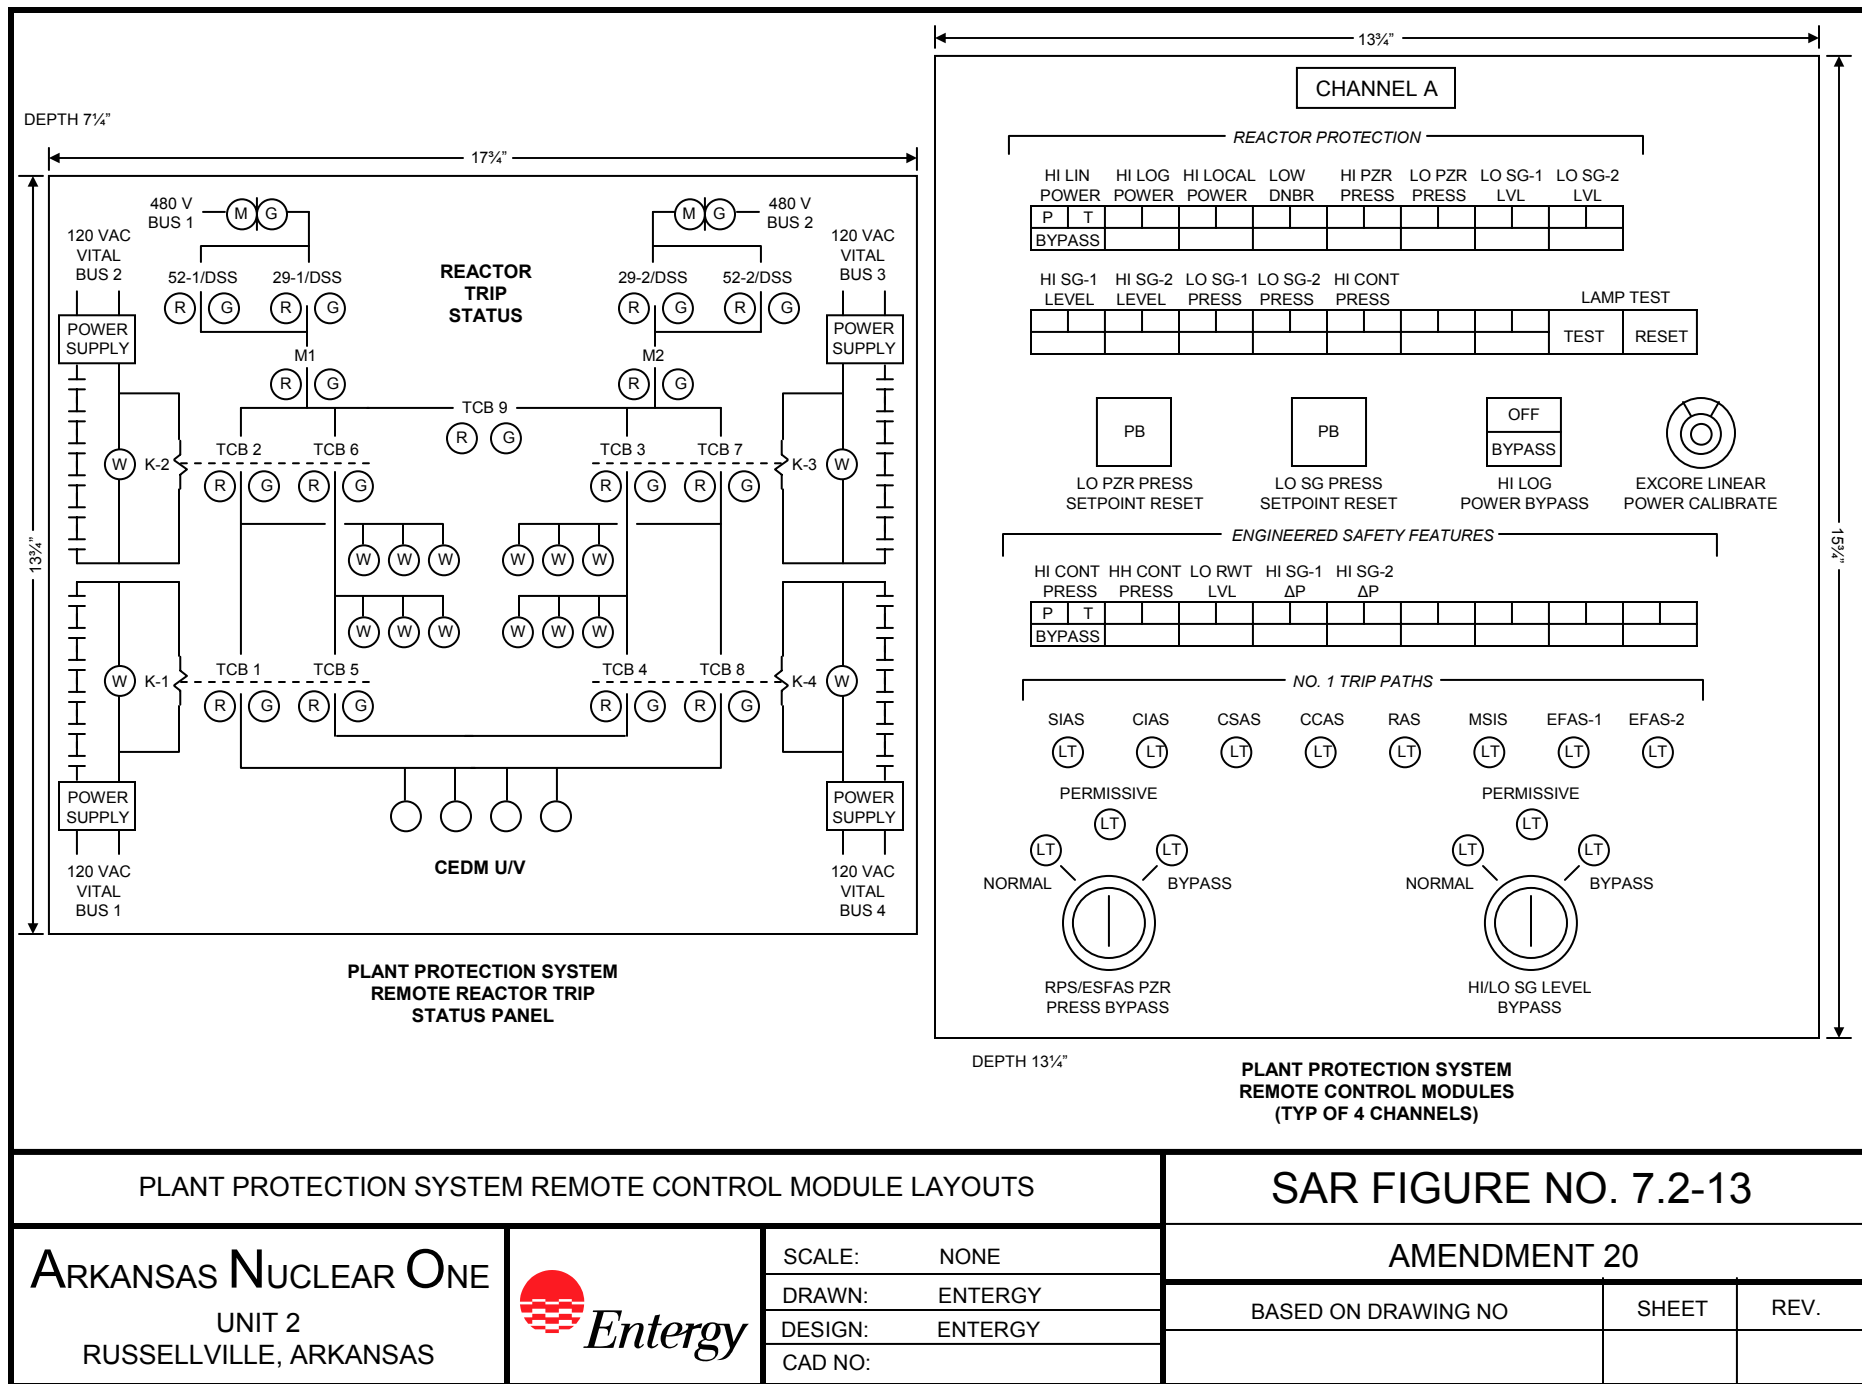 DEPTH 7¼"
17¾"
13¾"
480 V
BUS 1
M G
M G
480 V
BUS 2
120 VAC
VITAL
BUS 2
120 VAC
VITAL
BUS 3
52-1/DSS 29-1/DSS
R G R G
REACTOR
TRIP
STATUS
29-2/DSS 52-2/DSS
R G R G
POWER
SUPPLY
POWER
SUPPLY
M1
R G
M2
R G
TCB 9
R G
W K-2
TCB 2 TCB 6
R G R G
TCB 3 TCB 7
R G R G
K-3 W
W W W W W W
W W W W W W
W K-1
TCB 1 TCB 5
R G R G
TCB 4 TCB 8
R G R G
K-4 W
POWER
SUPPLY
POWER
SUPPLY
120 VAC
VITAL
BUS 1
CEDM U/V
120 VAC
VITAL
BUS 4
PLANT PROTECTION SYSTEM
REMOTE REACTOR TRIP
STATUS PANEL
13¾"
15¾"
CHANNEL A
REACTOR PROTECTION
HI LIN HI LOG HI LOCAL LOW HI PZR LO PZR LO SG-1 LO SG-2
POWER POWER POWER DNBR PRESS PRESS LVL LVL
P T
BYPASS
HI SG-1 HI SG-2 LO SG-1 LO SG-2 HI CONT
LEVEL LEVEL PRESS PRESS PRESS LAMP TEST
TEST RESET
PB PB OFF
BYPASS
LO PZR PRESS LO SG PRESS HI LOG EXCORE LINEAR
SETPOINT RESET SETPOINT RESET POWER BYPASS POWER CALIBRATE
ENGINEERED SAFETY FEATURES
HI CONT HH CONT LO RWT HI SG-1 HI SG-2
PRESS PRESS LVL ΔP ΔP
P T
BYPASS
NO. 1 TRIP PATHS
SIAS CIAS CSAS CCAS RAS MSIS EFAS-1 EFAS-2
LT LT LT LT LT LT LT LT
PERMISSIVE PERMISSIVE
LT LT
LT LT LT LT
NORMAL BYPASS NORMAL BYPASS
RPS/ESFAS PZR HI/LO SG LEVEL
PRESS BYPASS BYPASS
DEPTH 13¼"
PLANT PROTECTION SYSTEM
REMOTE CONTROL MODULES
(TYP OF 4 CHANNELS)
PLANT PROTECTION SYSTEM REMOTE CONTROL MODULE LAYOUTS
SAR FIGURE NO. 7.2-13
ARKANSAS NUCLEAR ONE
UNIT 2
RUSSELLVILLE, ARKANSAS
Entergy
SCALE: NONE
DRAWN: ENTERGY
DESIGN: ENTERGY
CAD NO:
AMENDMENT 20
BASED ON DRAWING NO SHEET REV.